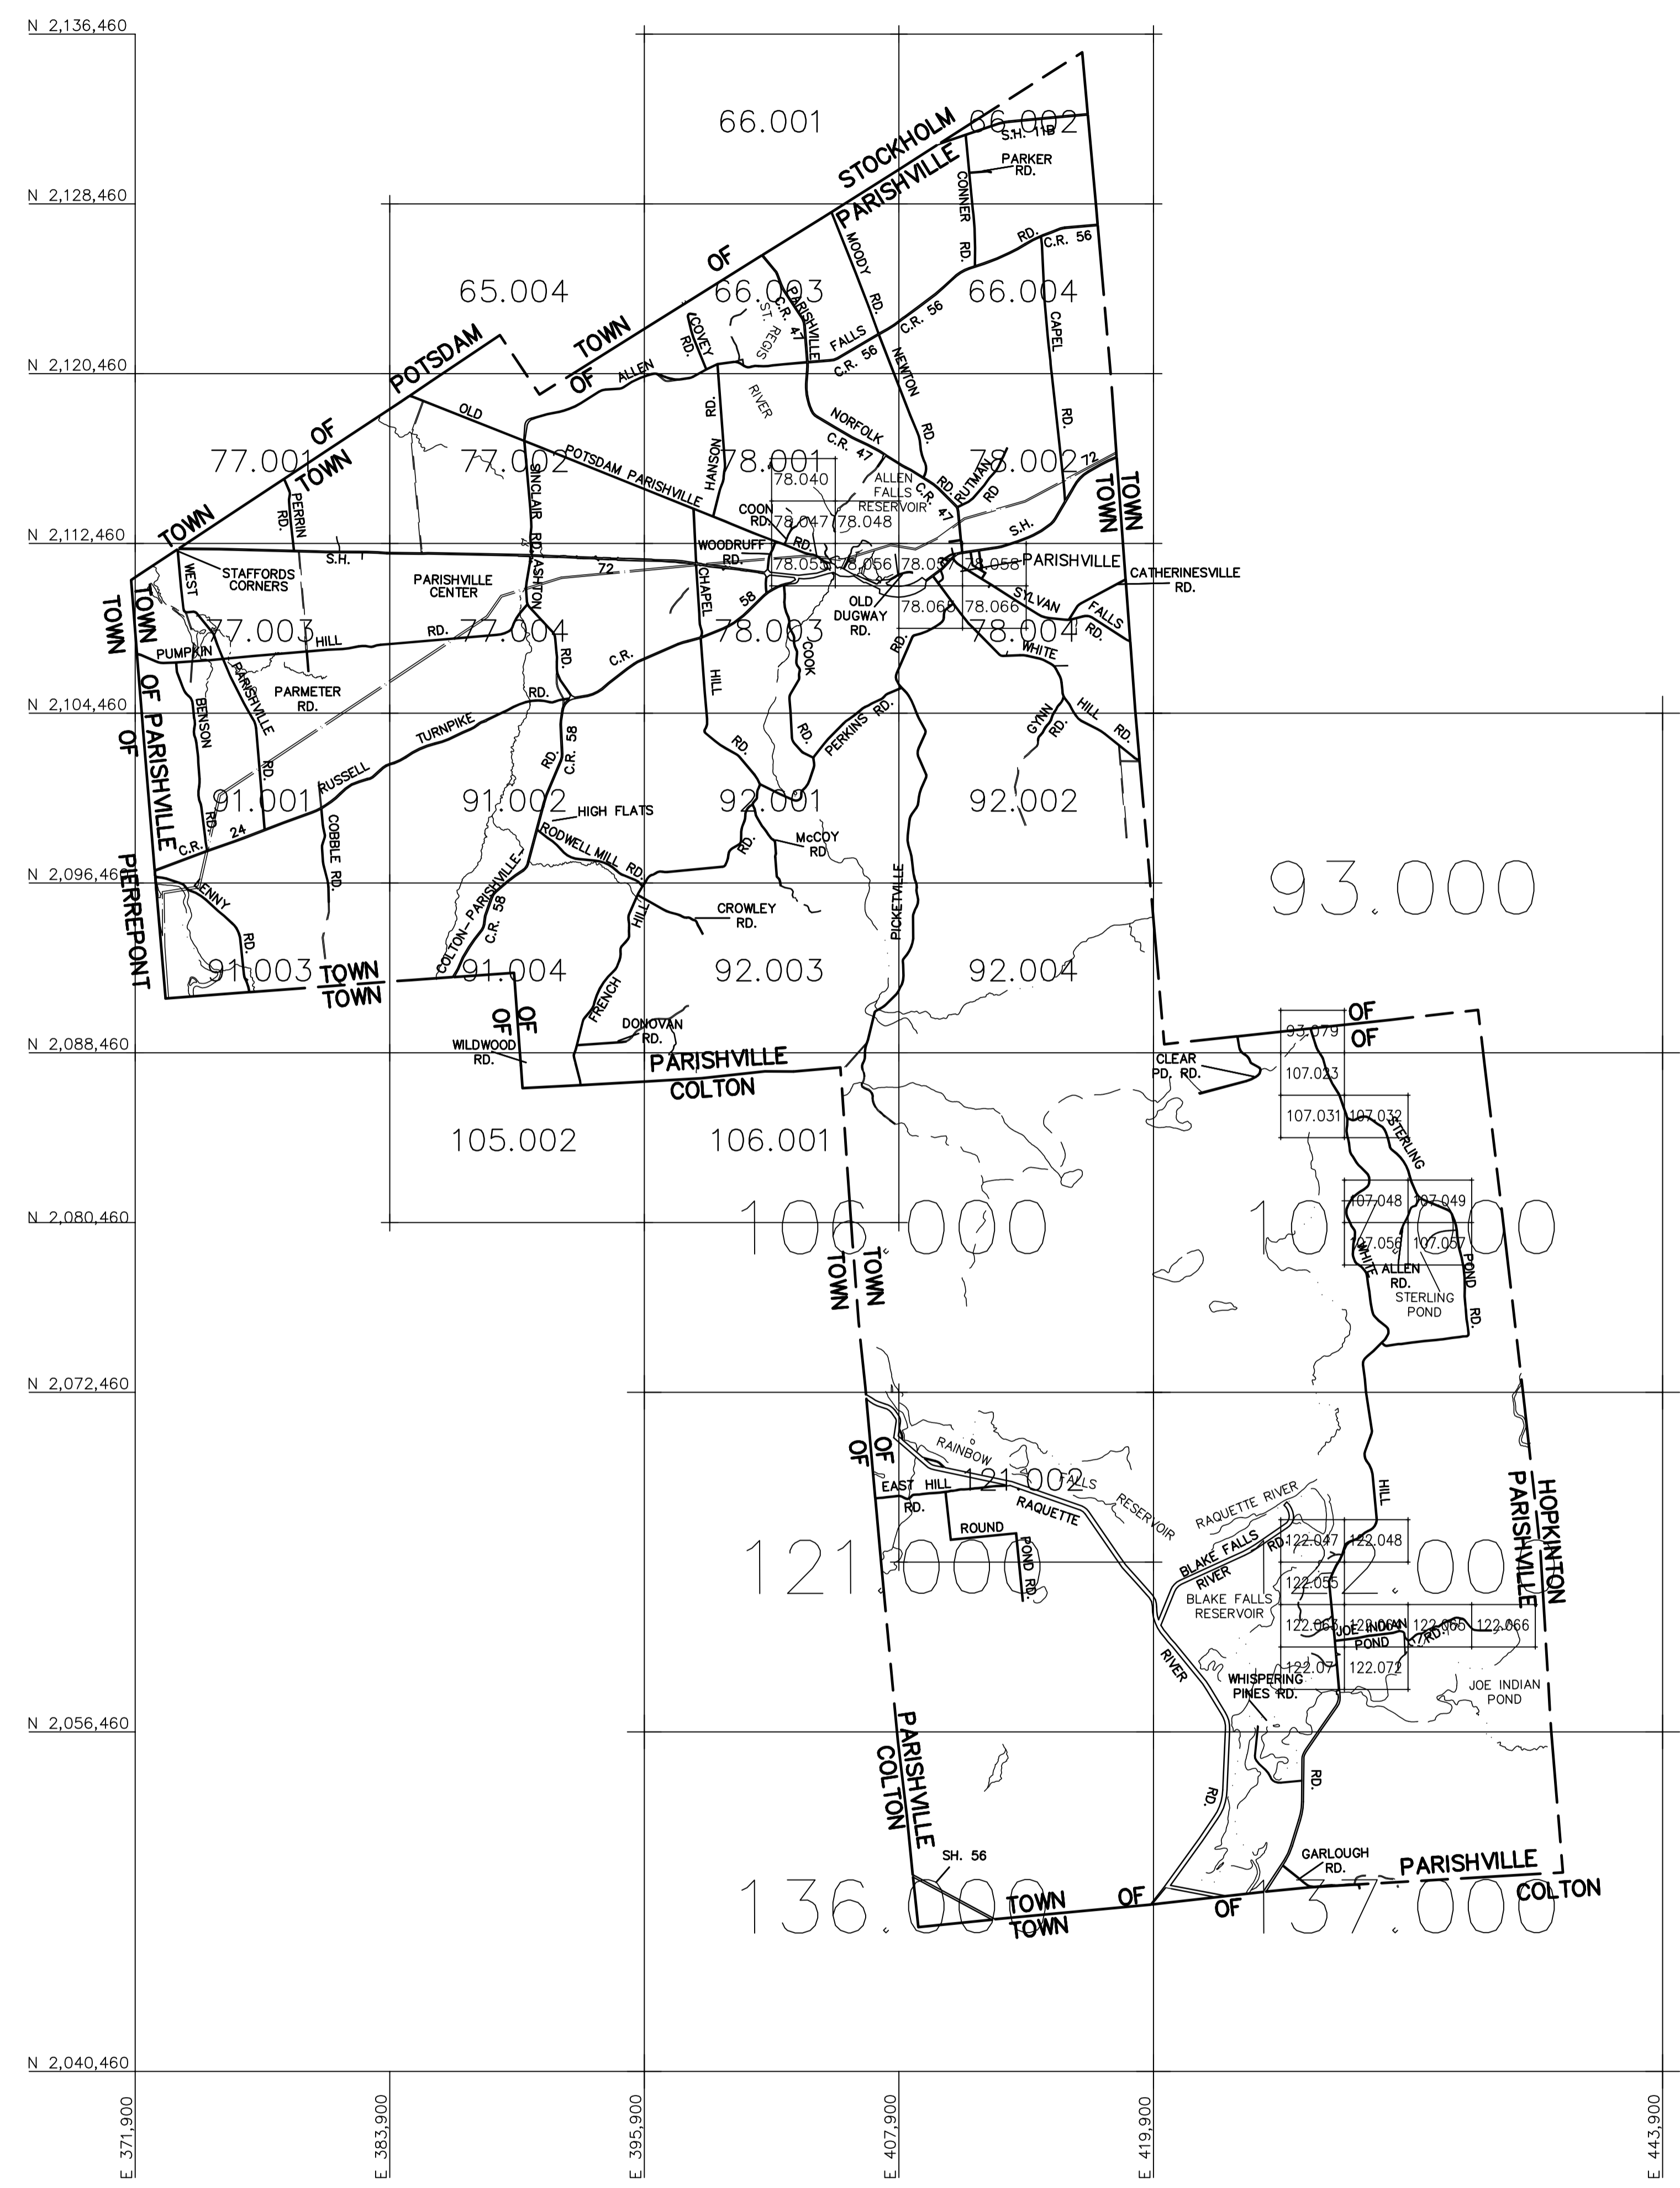 N 2,136,460
66.001
66.002
STOCKHOLM
PARISHVILLE
S.H. 11B
PARKER
RD.
CONNER
RD.
N 2,128,460
MOODY
RD.
RD.
C.R. 56
OF
65.004
66.003
66.004
PARISHVILLE
C.R. 47
ST. REGIS
RIVER
COVEY
RD.
FALLS
C.R. 56
C.R. 56
CAPEL
RD.
TOWN
OF
ALLEN
NEWTON
RD.
N 2,120,460
POTSDAM
OF
TOWN
TOWN
OLD
POTSDAM PARISHVILLE
RD.
HANSON
RD.
NORFOLK
C.R. 47
RD.
C.R. 47
77.001
77.002
78.001
78.002
78.040
ALLEN
FALLS
RESERVOIR
RUTMAN
RD
72
TOWN
TOWN
PERRIN
RD.
SINCLAIR
RD.
COON
RD.
78.047
78.048
S.H.
N 2,112,460
WOODRUFF
RD.
S.H.
72
WEST
STAFFORDS
CORNERS
PARISHVILLE
CENTER
ASHTON
RD.
CHAPEL
HILL
RD.
58
78.055
78.056
78.058
PARISHVILLE
CATHERINESVILLE
RD.
OLD
DUGWAY
RD.
78.065
78.066
SYLVAN
FALLS
RD.
TOWN
TOWN
OF PARISHVILLE
OF
PIERREPONT
77.003
77.004
78.003
78.004
PUMPKIN
HILL
RD.
C.R.
COOK
RD.
RD.
WHITE
HILL
RD.
BENSON
RD.
PARISHVILLE
RD.
PARMETER
RD.
N 2,104,460
TURNPIKE
RD.
RUSSELL
C.R.
24
RD.
C.R. 58
PERKINS RD.
GYNN
RD.
91.001
91.002
92.001
92.002
HIGH FLATS
COBBLE RD.
RODWELL MILL RD.
RD.
McCOY
RD
93.000
N 2,096,460
LENNY
RD.
COLTON-PARISHVILLE
C.R. 58
HILL
CROWLEY
RD.
PICKETVILLE
91.003
91.004
92.003
92.004
TOWN
TOWN
OF
OF
FRENCH
DONOVAN
RD.
WILDWOOD
RD.
N 2,088,460
PARISHVILLE
COLTON
OF
OF
93.079
CLEAR
PD. RD.
107.023
107.031
107.032
STERLING
105.002
106.001
107.048
107.049
N 2,080,460
106.000
107.056
107.057
WHITE
ALLEN
RD.
POND
RD.
STERLING
POND
TOWN
TOWN
N 2,072,460
OF
OF
RAINBOW
FALLS
RESERVOIR
121.002
EAST HILL
RD.
RAQUETTE
RAQUETTE RIVER
HILL
HOPKINTON
PARISHVILLE
ROUND
POND RD.
BLAKE FALLS
RD.
RIVER
122.047
122.048
121.000
122.055
BLAKE FALLS
RESERVOIR
122.063
122.065
122.066
JOE INDIAN
POND
RD.
RIVER
122.072
WHISPERING
PINES RD.
JOE INDIAN
POND
N 2,056,460
PARISHVILLE
COLTON
RD.
RD.
SH. 56
GARLOUGH
RD.
PARISHVILLE
COLTON
136.000
137.000
TOWN
TOWN
OF
OF
N 2,040,460
E 371,900
E 383,900
E 395,900
E 407,900
E 419,900
E 443,900